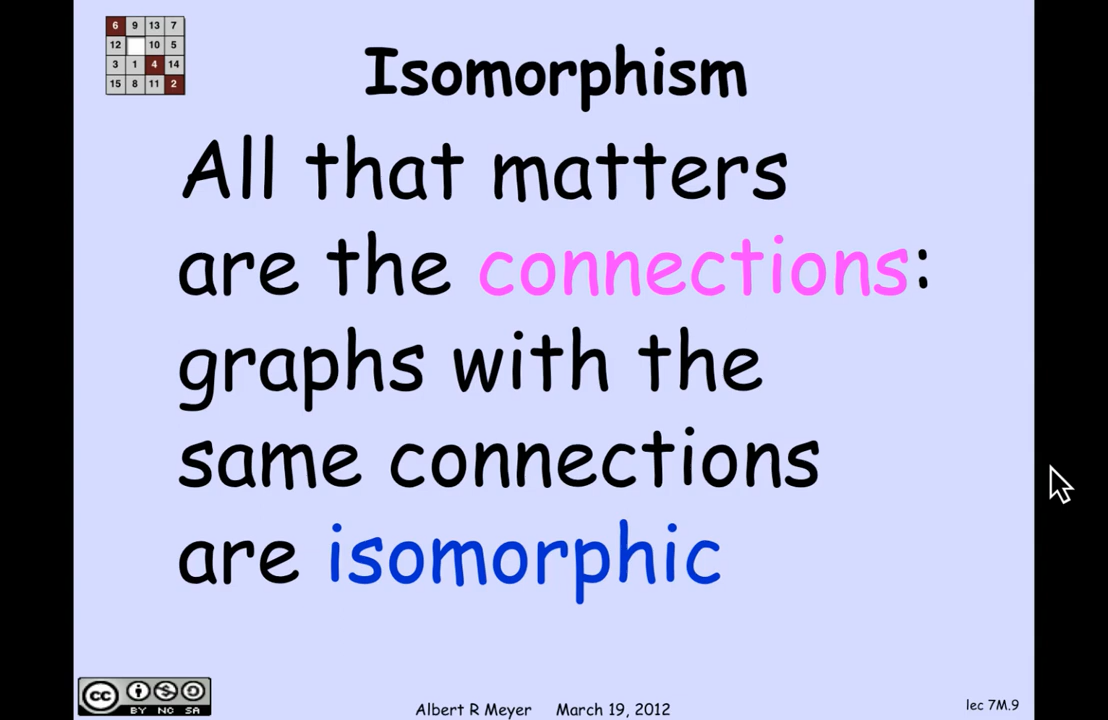 6 9 13 7
12 10 5
3 1 4 14
15 8 11 2
Isomorphism
All that matters
are the connections:
graphs with the
same connections
are isomorphic
cc
BY NC SA
Albert R Meyer March 19, 2012
lec 7M.9